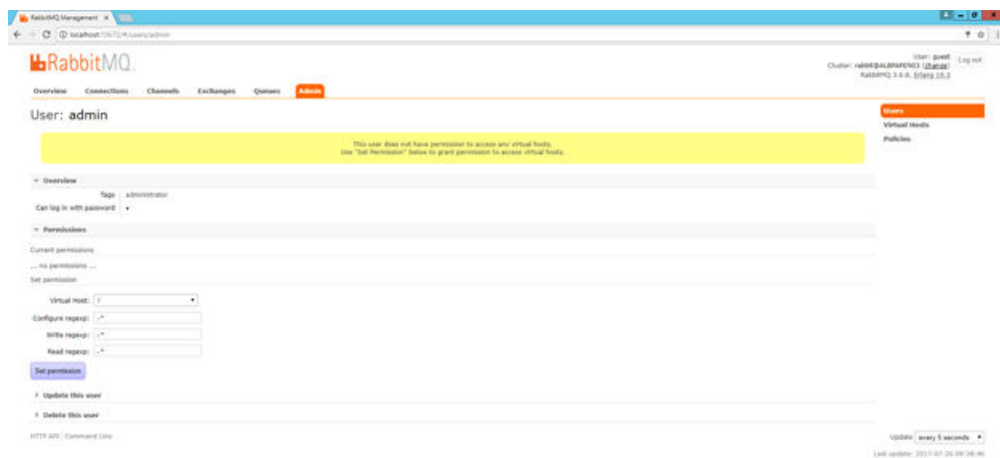 RabbitMQ Management
localhost:15672/#/users/admin
RabbitMQ
User: guest
Log out
Cluster: rabbit@ALBPAPEN03 (change)
RabbitMQ 3.6.6, Erlang 19.3
Overview Connections Channels Exchanges Queues Admin
User: admin
Users
Virtual Hosts
Policies
This user does not have permission to access any virtual hosts.
Use "Set Permission" below to grant permission to access virtual hosts.
Overview
Tags administrator
Can log in with password •
Permissions
Current permissions
... no permissions ...
Set permission
Virtual Host: /
Configure regexp: .*
Write regexp: .*
Read regexp: .*
Set permission
Update this user
Delete this user
HTTP API | Command Line
Update every 5 seconds
Last update: 2017-07-26 09:38:46